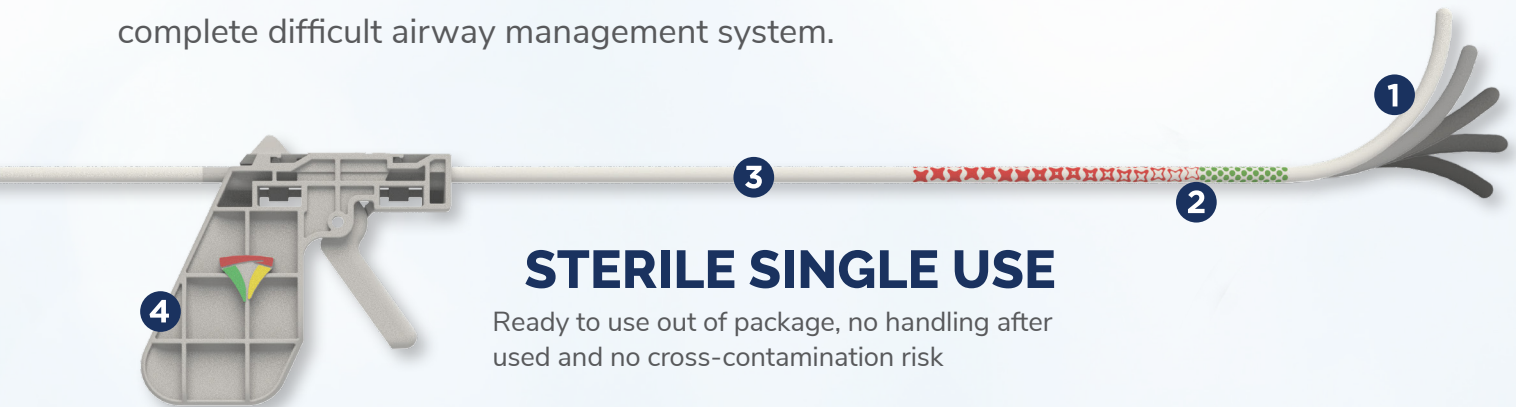 complete difficult airway management system.
1
3
2
STERILE SINGLE USE
4
Ready to use out of package, no handling after
used and no cross-contamination risk